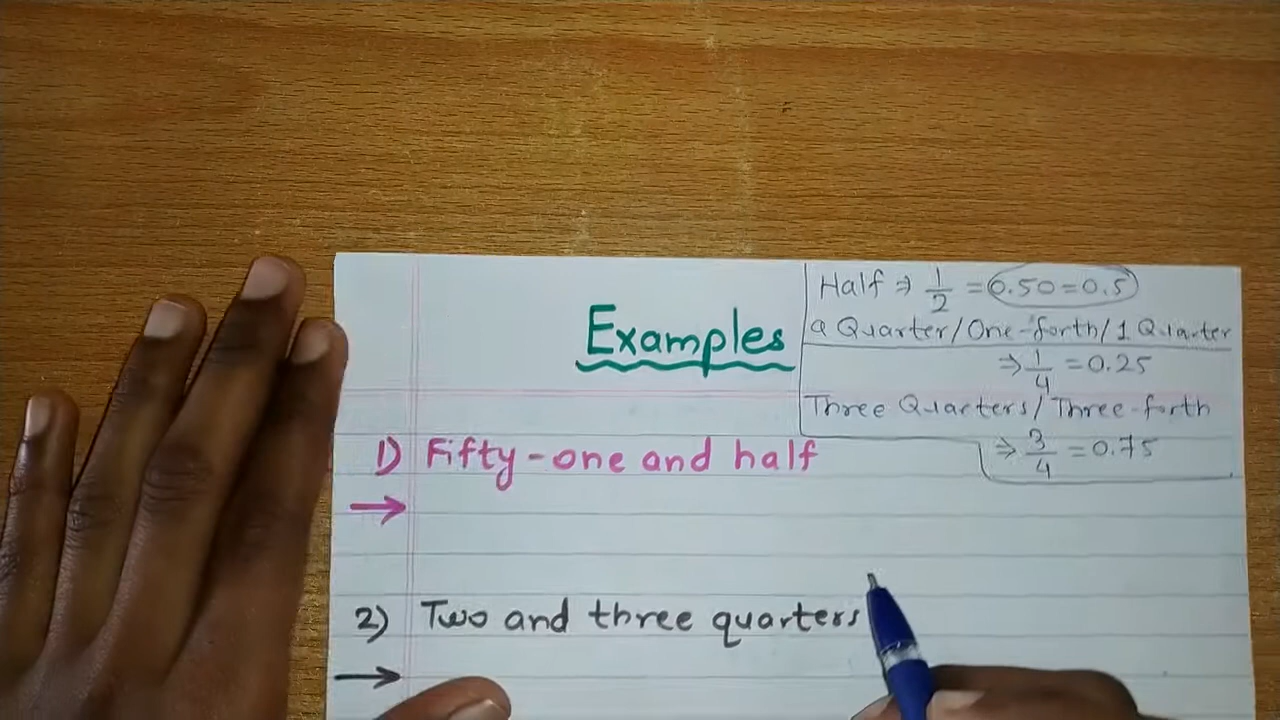 Examples
Half ⇒ 1/2 = 0.50 = 0.5
a Quarter/One-forth/1 Quarter
⇒ 1/4 = 0.25
Three Quarters/Three-forth
⇒ 3/4 = 0.75
1) Fifty-one and half
→
2) Two and three quarters
→